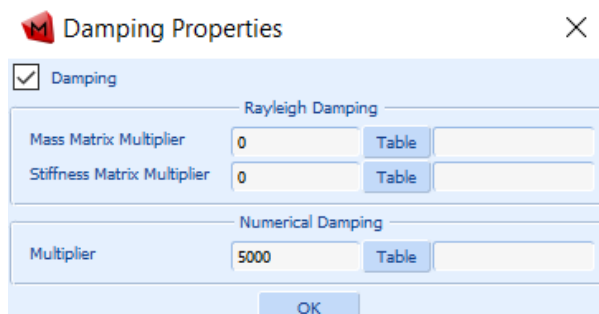 M Damping Properties
Damping
Rayleigh Damping
Mass Matrix Multiplier 0 Table
Stiffness Matrix Multiplier 0 Table
Numerical Damping
Multiplier 5000 Table
OK